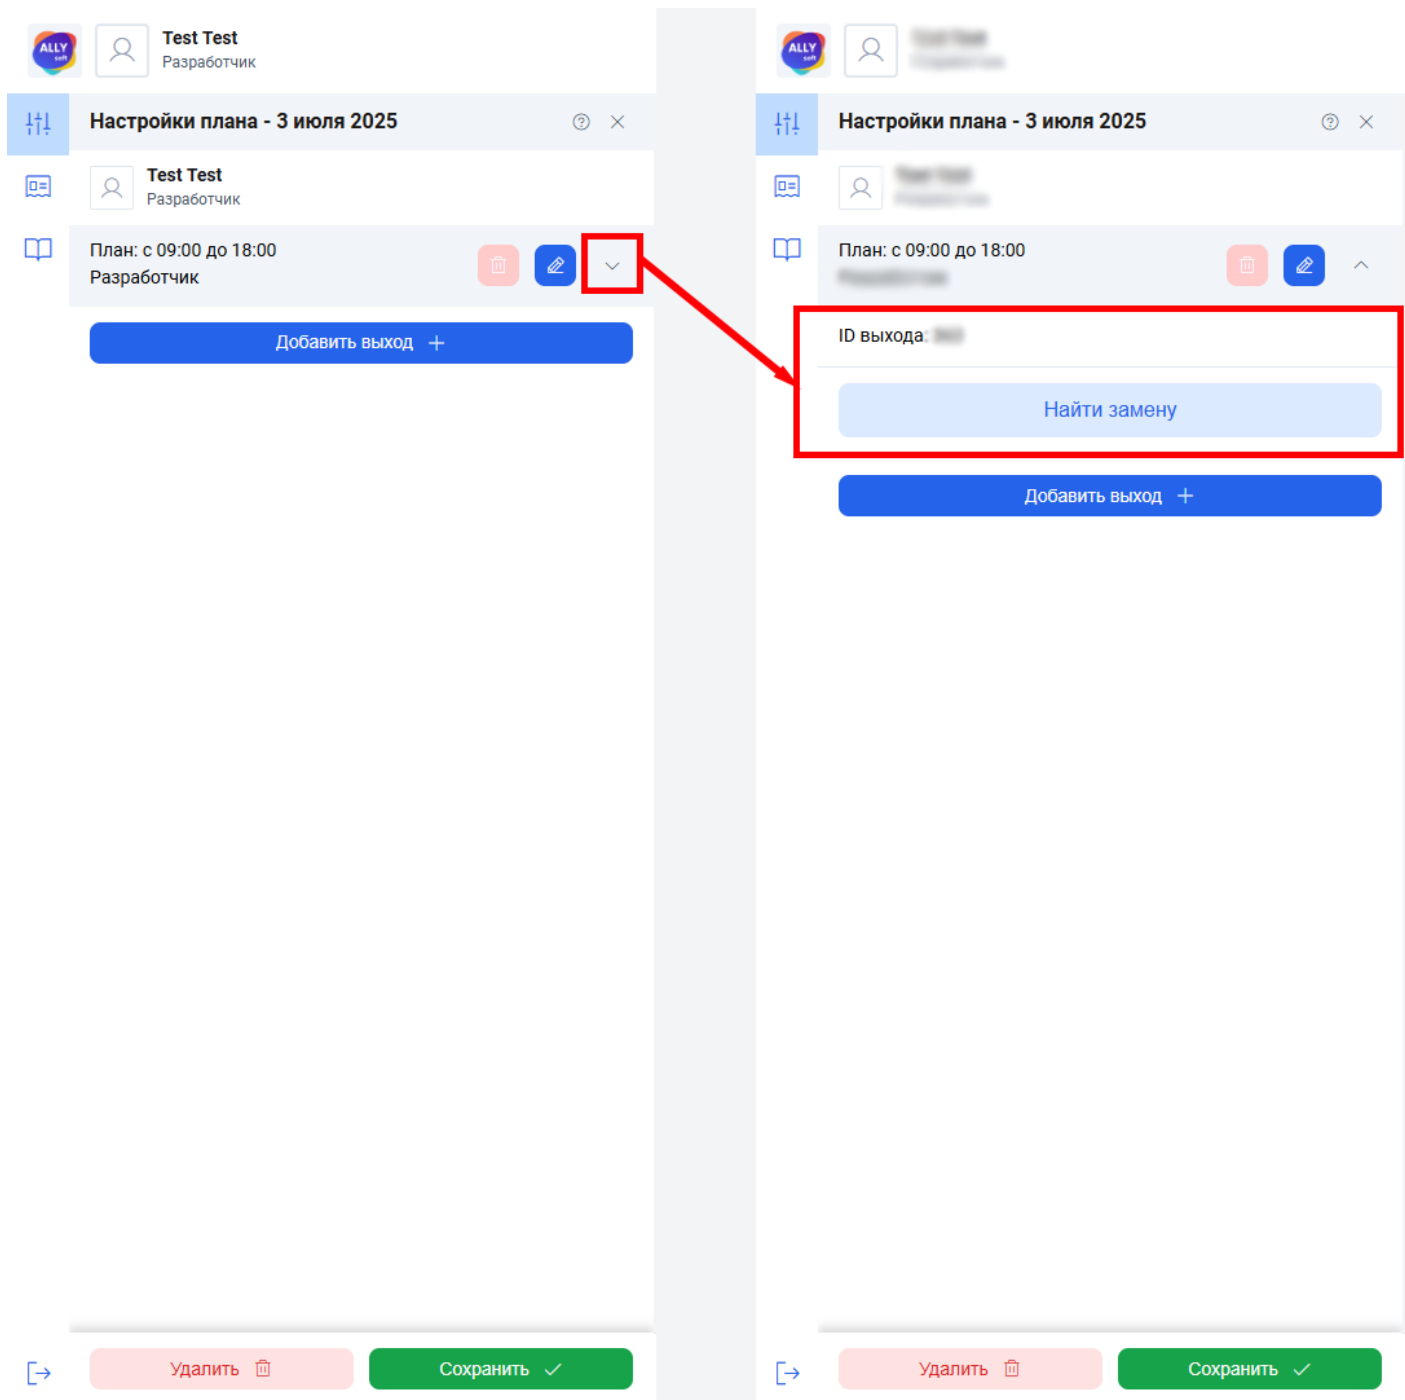 ALLY
soft
Test Test
Разработчик
Настройки плана - 3 июля 2025
Test Test
Разработчик
План: с 09:00 до 18:00
Разработчик
Добавить выход +
Удалить
Сохранить
ALLY
soft
Настройки плана - 3 июля 2025
План: с 09:00 до 18:00
ID выхода:
Найти замену
Добавить выход +
Удалить
Сохранить